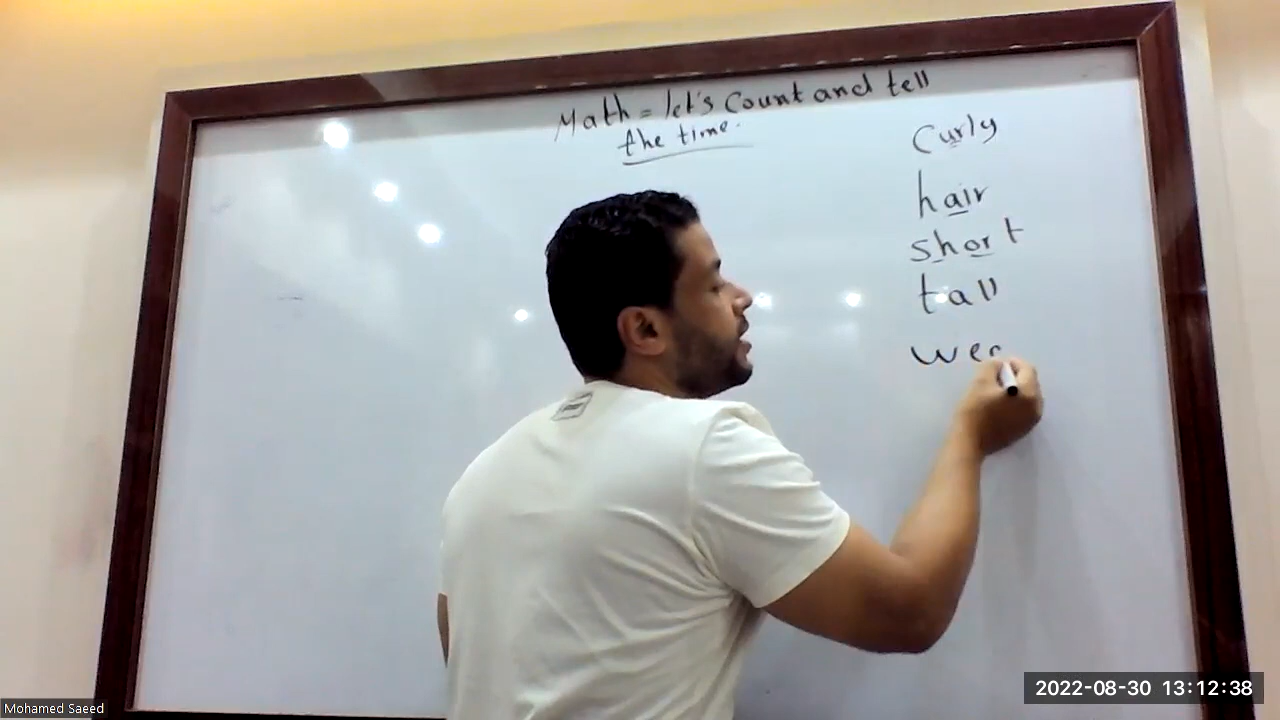 Math = let's count and tell
the time.
Curly
hair
short
tall
Mohamed Saeed
2022-08-30 13:12:38